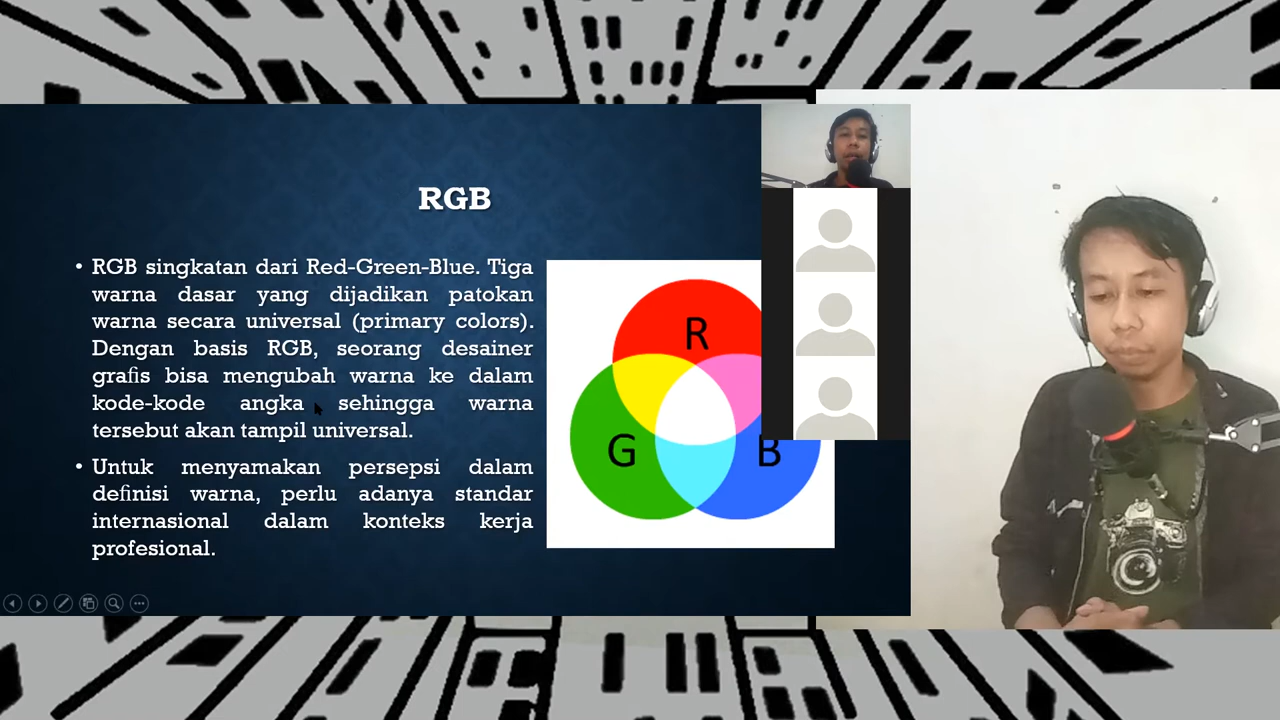 RGB
• RGB singkatan dari Red-Green-Blue. Tiga
warna dasar yang dijadikan patokan
warna secara universal (primary colors).
Dengan basis RGB, seorang desainer
grafis bisa mengubah warna ke dalam
kode-kode angka sehingga warna
tersebut akan tampil universal.
• Untuk menyamakan persepsi dalam
definisi warna, perlu adanya standar
internasional dalam konteks kerja
profesional.
R
G
B